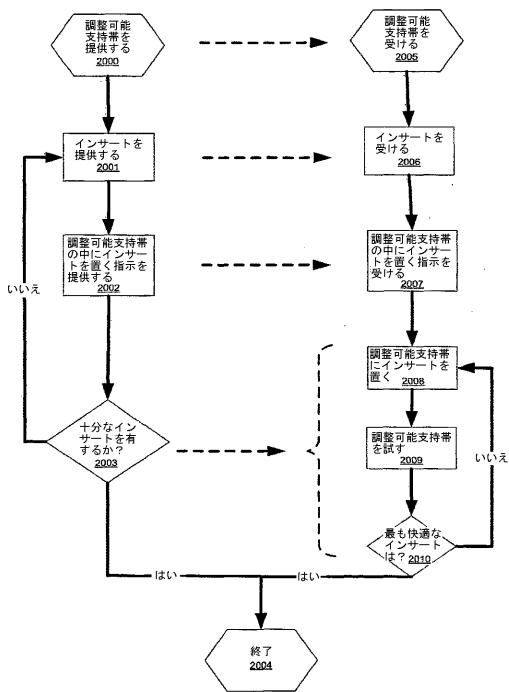 調整可能
支持帯を
提供する
2000
調整可能
支持帯を
受ける
2005
インサートを
提供する
2001
インサートを
受ける
2006
調整可能支持帯
の中にインサー
トを置く指示を
提供する
2002
調整可能支持帯
の中にインサー
トを置く指示を
受ける
2007
いいえ
調整可能支持帯
にインサートを
置く 2008
十分なイン
サートを有
するか?
2003
調整可能支持帯
を試す
2009
いいえ
最も快適な
インサート
は? 2010
はい
はい
終了
2004